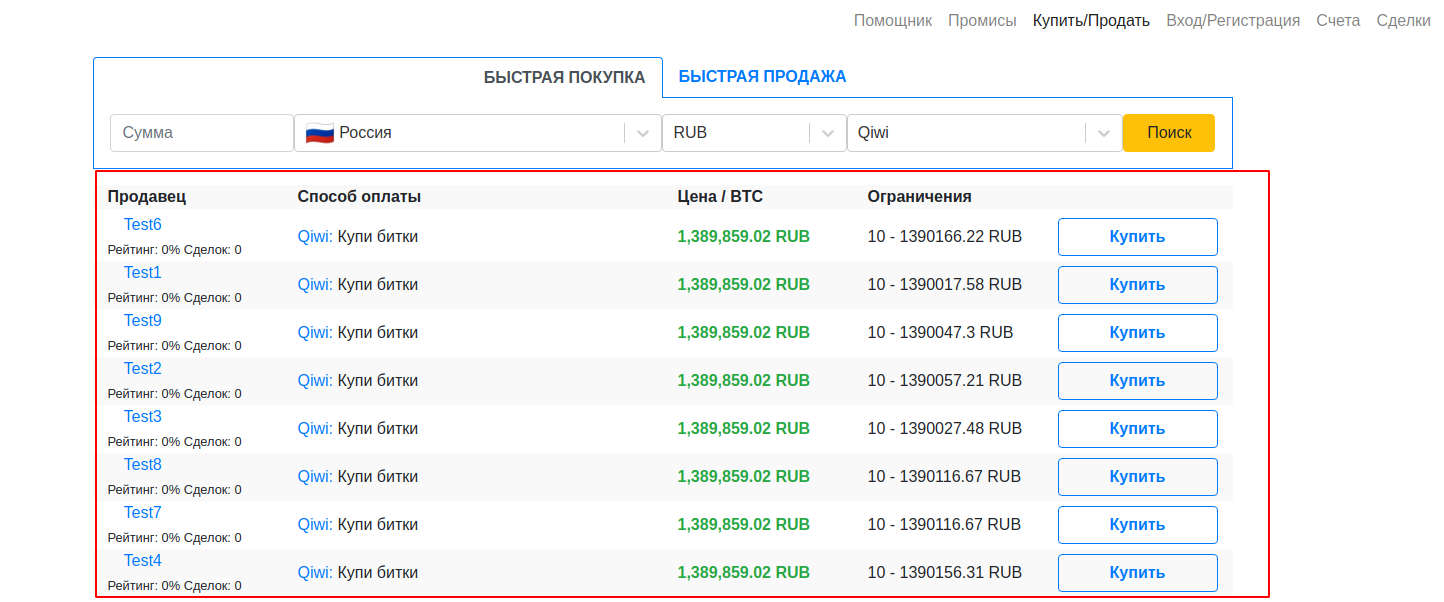 Помощник Промисы Купить/Продать Вход/Регистрация Счета Сделки
БЫСТРАЯ ПОКУПКА БЫСТРАЯ ПРОДАЖА
Сумма Россия RUB Qiwi Поиск
Продавец Способ оплаты Цена / BTC Ограничения
Test6
Рейтинг: 0% Сделок: 0 Qiwi: Купи битки 1,389,859.02 RUB 10 - 1390166.22 RUB Купить
Test1
Рейтинг: 0% Сделок: 0 Qiwi: Купи битки 1,389,859.02 RUB 10 - 1390017.58 RUB Купить
Test9
Рейтинг: 0% Сделок: 0 Qiwi: Купи битки 1,389,859.02 RUB 10 - 1390047.3 RUB Купить
Test2
Рейтинг: 0% Сделок: 0 Qiwi: Купи битки 1,389,859.02 RUB 10 - 1390057.21 RUB Купить
Test3
Рейтинг: 0% Сделок: 0 Qiwi: Купи битки 1,389,859.02 RUB 10 - 1390027.48 RUB Купить
Test8
Рейтинг: 0% Сделок: 0 Qiwi: Купи битки 1,389,859.02 RUB 10 - 1390116.67 RUB Купить
Test7
Рейтинг: 0% Сделок: 0 Qiwi: Купи битки 1,389,859.02 RUB 10 - 1390116.67 RUB Купить
Test4
Рейтинг: 0% Сделок: 0 Qiwi: Купи битки 1,389,859.02 RUB 10 - 1390156.31 RUB Купить